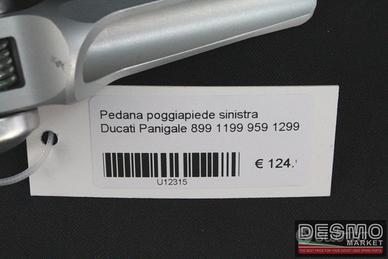 Pedana poggiapiede sinistra
Ducati Panigale 899 1199 959 1299
€ 124.
U12315
DESMO
MARKET